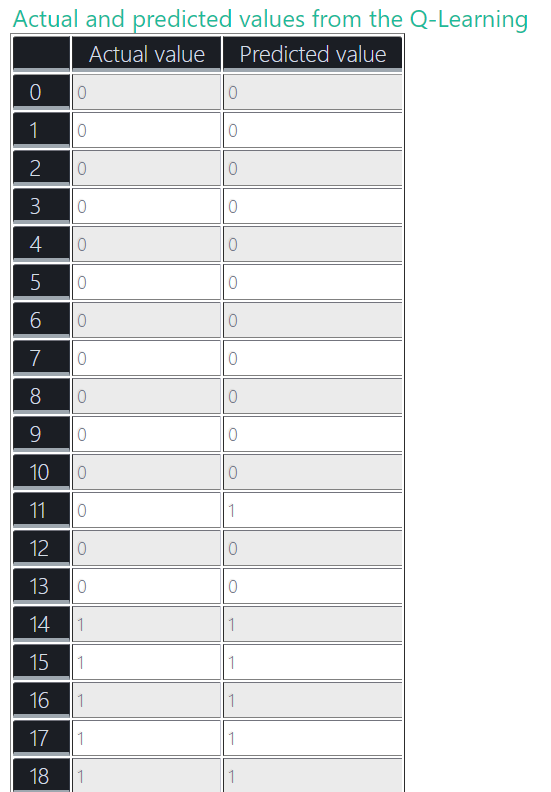 Actual and predicted values from the Q-Learning
Actual value Predicted value
0 0 0
1 0 0
2 0 0
3 0 0
4 0 0
5 0 0
6 0 0
7 0 0
8 0 0
9 0 0
10 0 0
11 0 1
12 0 0
13 0 0
14 1 1
15 1 1
16 1 1
17 1 1
18 1 1